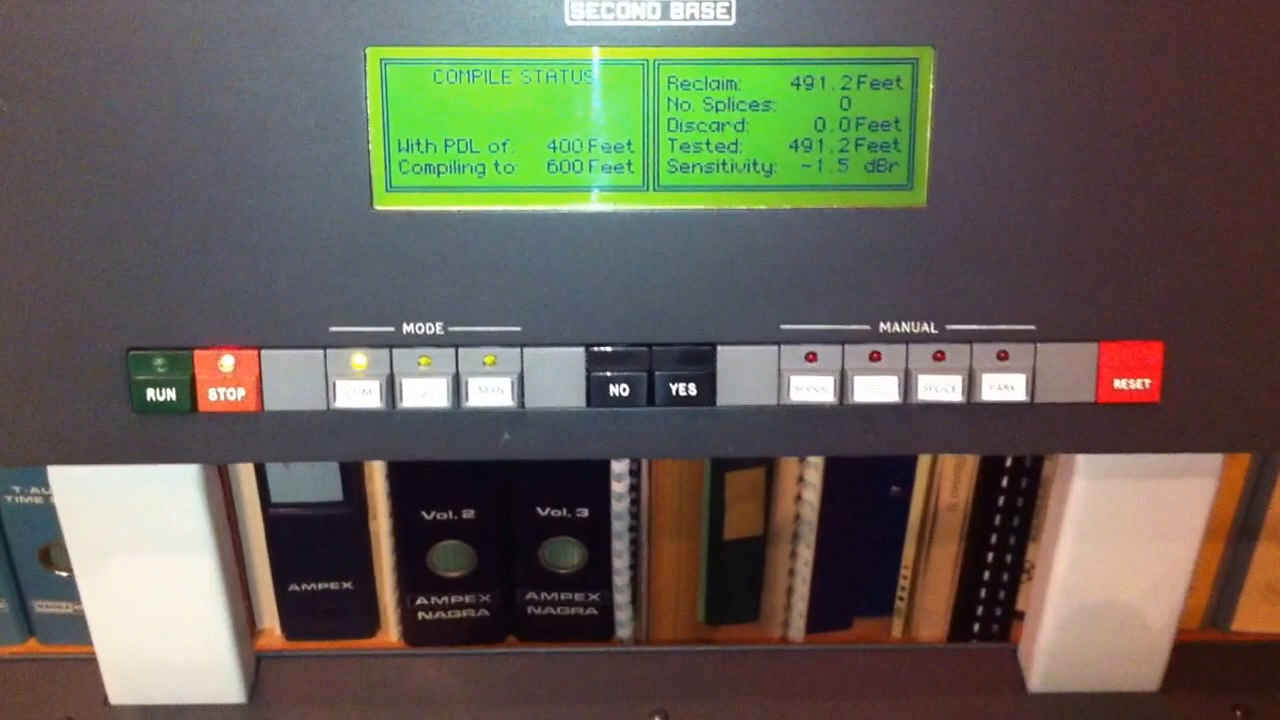 SECOND BASE
COMPILE STATUS
With PDL of: 400 Feet
Compiling to: 600 Feet
Reclaim: 491.2 Feet
No. Splices: 0
Discard: 0.0 Feet
Tested: 491.2 Feet
Sensitivity: -1.5 dBr
MODE
MANUAL
RUN
STOP
MAN
NO
YES
SPLICE
PARK
RESET
AMPEX
Vol. 2
AMPEX
NAGRA
Vol. 3
AMPEX
NAGRA